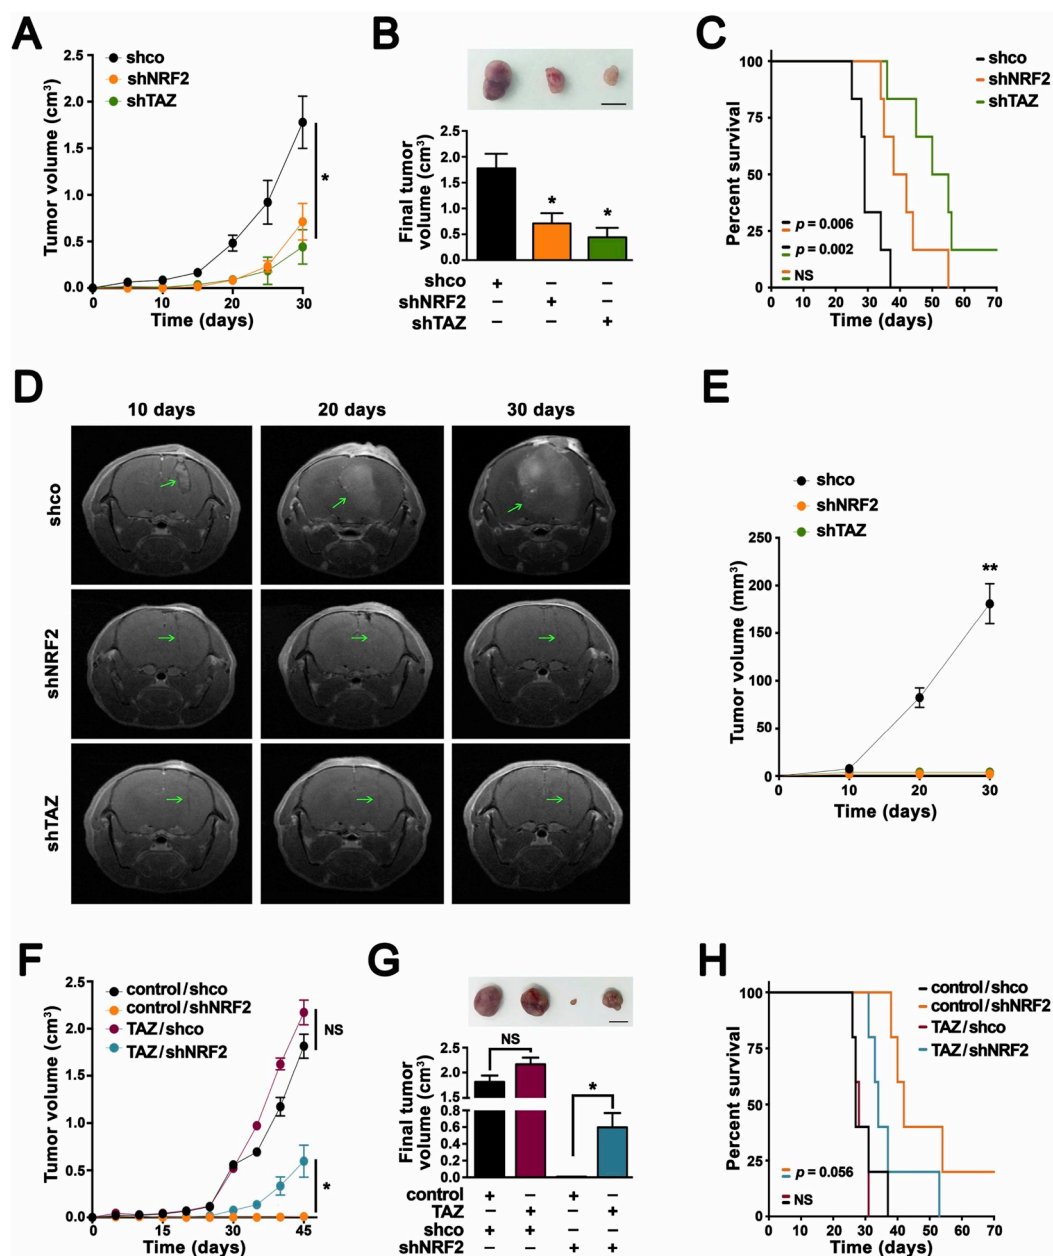 A
shco
shNRF2
shTAZ
Tumor volume (cm3)
2.5
2.0
1.5
1.0
0.5
0.0
*
0 10 20 30
Time (days)
B
Final tumor
volume (cm3)
2.5
2.0
1.5
1.0
0.5
0.0
* *
shco + – –
shNRF2 – + –
shTAZ – – +
C
shco
shNRF2
shTAZ
Percent survival
100
75
50
25
0
p = 0.006
p = 0.002
NS
0 10 20 30 40 50 60 70
Time (days)
D
10 days 20 days 30 days
shco
shNRF2
shTAZ
E
shco
shNRF2
shTAZ
Tumor volume (mm3)
250
200
150
100
50
0
**
0 10 20 30
Time (days)
F
control/shco
control/shNRF2
TAZ/shco
TAZ/shNRF2
Tumor volume (cm3)
2.5
2.0
1.5
1.0
0.5
0.0
NS
*
0 15 30 45
Time (days)
G
Final tumor
volume (cm3)
2.5
2.0
1.5
0.8
0.6
0.4
0.2
0.0
NS
*
control + – + –
TAZ – + – +
shco + + – –
shNRF2 – – + +
H
control/shco
control/shNRF2
TAZ/shco
TAZ/shNRF2
Percent survival
100
75
50
25
0
p = 0.056
NS
0 10 20 30 40 50 60 70
Time (days)